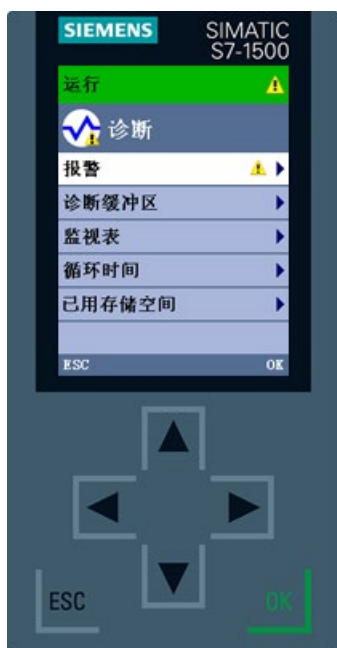 SIEMENS
SIMATIC
S7-1500
运行
诊断
报警
诊断缓冲区
监视表
循环时间
已用存储空间
ESC OK
ESC OK